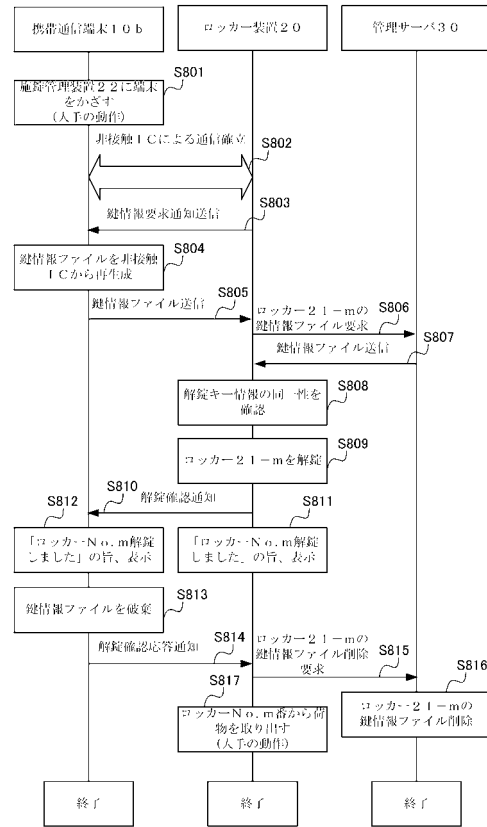 携帯通信端末１０ｂ
ロッカー装置２０
管理サーバ３０
施錠管理装置２２に端末
をかざす
（人手の動作）
S801
非接触ＩＣによる通信確立
S802
鍵情報要求通知送信
S803
鍵情報ファイルを非接触
ＩＣから再生成
S804
鍵情報ファイル送信
S805
ロッカー２１－ｍの
鍵情報ファイル要求
S806
鍵情報ファイル送信
S807
解錠キー情報の同一性を
確認
S808
ロッカー２１－ｍを解錠
S809
解錠確認通知
S810
「ロッカーＮｏ.ｍ解錠
しました」の旨、表示
S812
「ロッカーＮｏ.ｍ解錠
しました」の旨、表示
S811
鍵情報ファイルを破棄
S813
解錠確認応答通知
S814
ロッカー２１－ｍの
鍵情報ファイル削除
要求
S815
ロッカー２１－ｍの
鍵情報ファイル削除
S816
ロッカーＮｏ.ｍ番から荷
物を取り出す
（人手の動作）
S817
終了
終了
終了